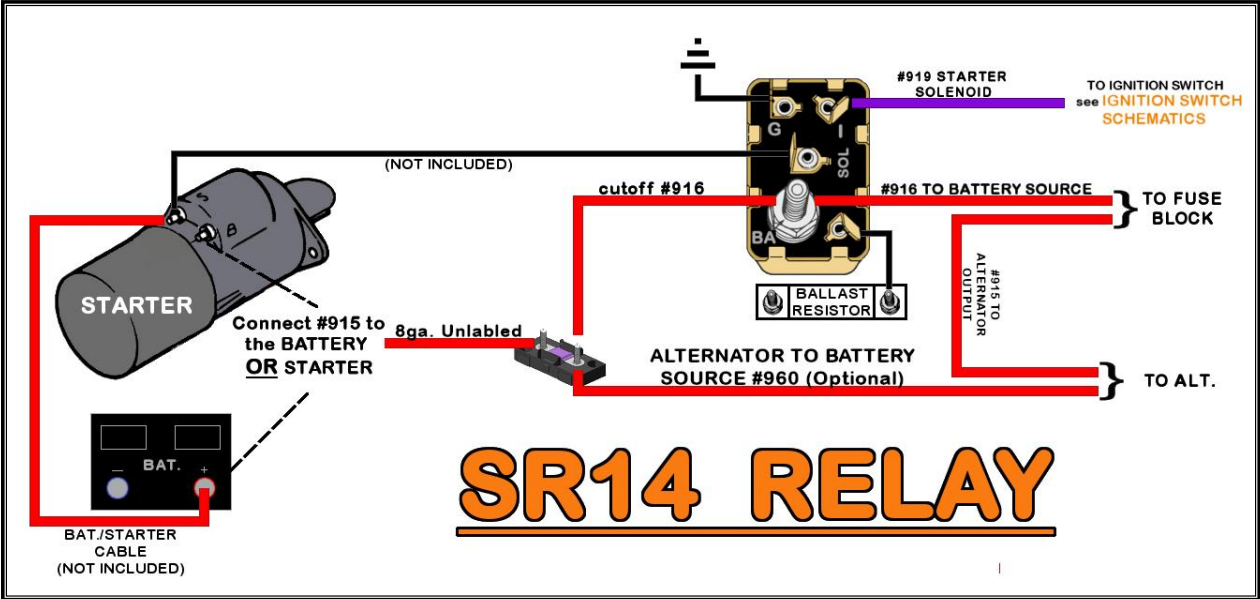 #919 STARTER
SOLENOID
TO IGNITION SWITCH
see IGNITION SWITCH
SCHEMATICS
G
I
SOL
(NOT INCLUDED)
cutoff #916
#916 TO BATTERY SOURCE
TO FUSE
BLOCK
S
B
BA
#915 TO
ALTERNATOR
OUTPUT
STARTER
BALLAST
RESISTOR
Connect #915 to
the BATTERY
OR STARTER
8ga. Unlabled
ALTERNATOR TO BATTERY
SOURCE #960 (Optional)
TO ALT.
BAT.
− +
SR14 RELAY
BAT./STARTER
CABLE
(NOT INCLUDED)